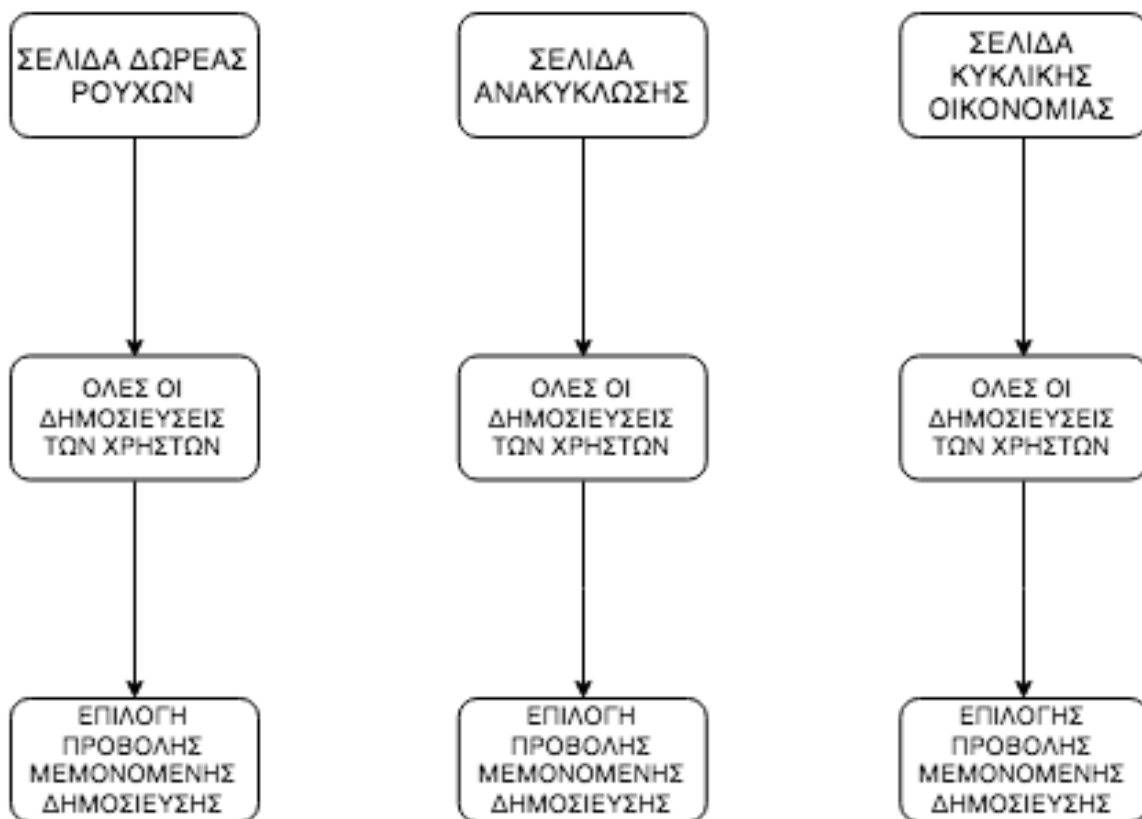 ΣΕΛΙΔΑ ΔΩΡΕΑΣ
ΡΟΥΧΩΝ
ΣΕΛΙΔΑ
ΑΝΑΚΥΚΛΩΣΗΣ
ΣΕΛΙΔΑ
ΚΥΚΛΙΚΗΣ
ΟΙΚΟΝΟΜΙΑΣ
ΟΛΕΣ ΟΙ
ΔΗΜΟΣΙΕΥΣΕΙΣ
ΤΩΝ ΧΡΗΣΤΩΝ
ΟΛΕΣ ΟΙ
ΔΗΜΟΣΙΕΥΣΕΙΣ
ΤΩΝ ΧΡΗΣΤΩΝ
ΟΛΕΣ ΟΙ
ΔΗΜΟΣΙΕΥΣΕΙΣ
ΤΩΝ ΧΡΗΣΤΩΝ
ΕΠΙΛΟΓΗ
ΠΡΟΒΟΛΗΣ
ΜΕΜΟΝΟΜΕΝΗΣ
ΔΗΜΟΣΙΕΥΣΗΣ
ΕΠΙΛΟΓΗ
ΠΡΟΒΟΛΗΣ
ΜΕΜΟΝΟΜΕΝΗΣ
ΔΗΜΟΣΙΕΥΣΗΣ
ΕΠΙΛΟΓΗΣ
ΠΡΟΒΟΛΗΣ
ΜΕΜΟΝΟΜΕΝΗΣ
ΔΗΜΟΣΙΕΥΣΗΣ